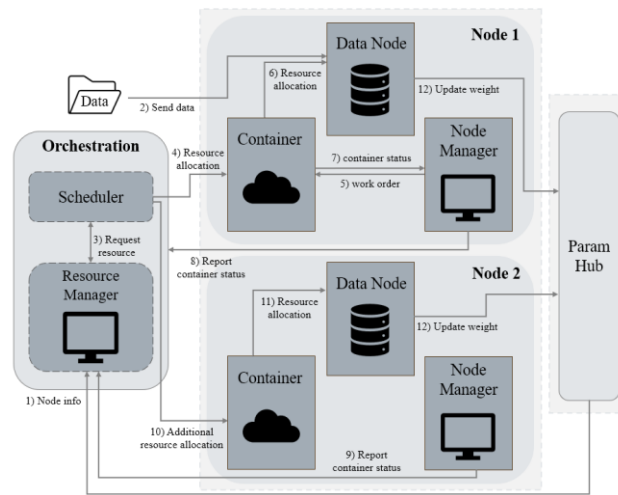 Node 1
Data Node
6) Resource
allocation
12) Update weight
Data
2) Send data
Orchestration
4) Resource
allocation
Container
7) container status
5) work order
Node
Manager
Scheduler
3) Request
resource
Resource
Manager
8) Report
container status
Param
Hub
Node 2
Data Node
11) Resource
allocation
12) Update weight
Container
Node
Manager
1) Node info
10) Additional
resource allocation
9) Report
container status